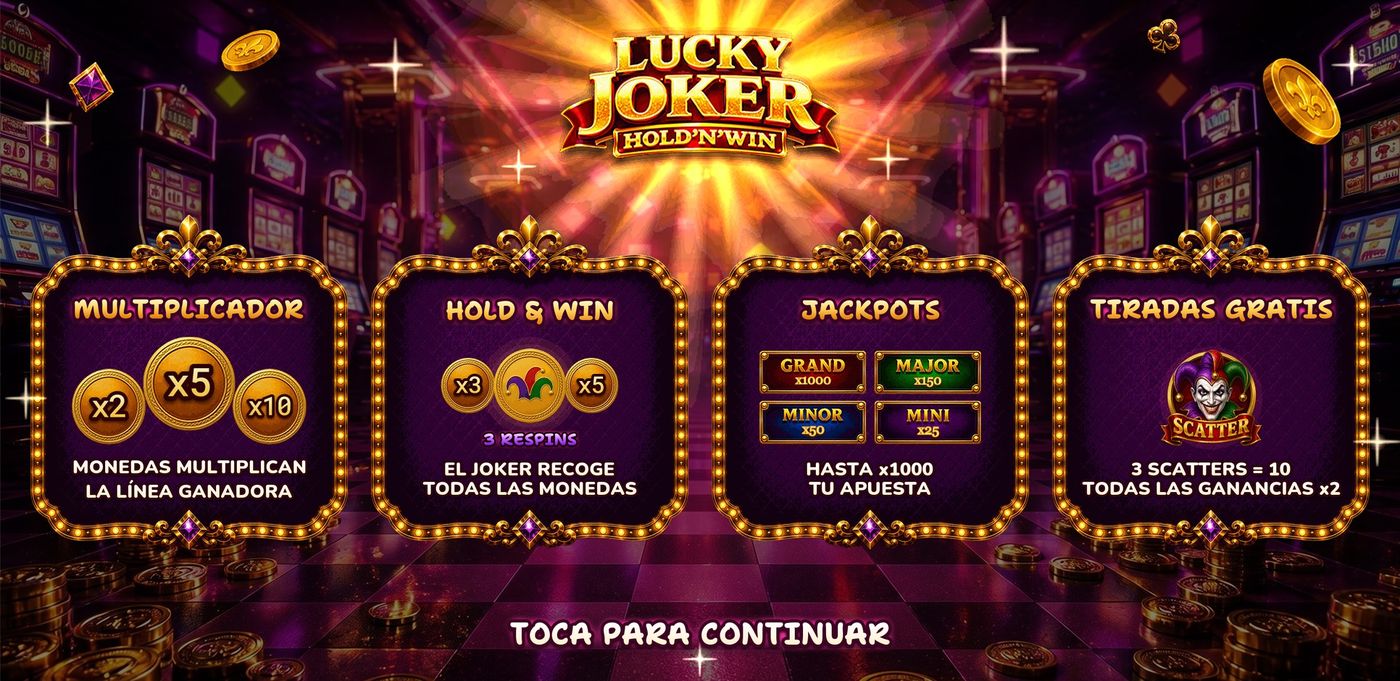 LUCKY
JOKER
HOLD'N'WIN
MULTIPLICADOR
x2
x5
x10
MONEDAS MULTIPLICAN
LA LÍNEA GANADORA
HOLD & WIN
x3
x5
3 RESPINS
EL JOKER RECOGE
TODAS LAS MONEDAS
JACKPOTS
GRAND
x1000
MAJOR
x150
MINOR
x50
MINI
x25
HASTA x1000
TU APUESTA
TIRADAS GRATIS
SCATTER
3 SCATTERS = 10
TODAS LAS GANANCIAS x2
TOCA PARA CONTINUAR